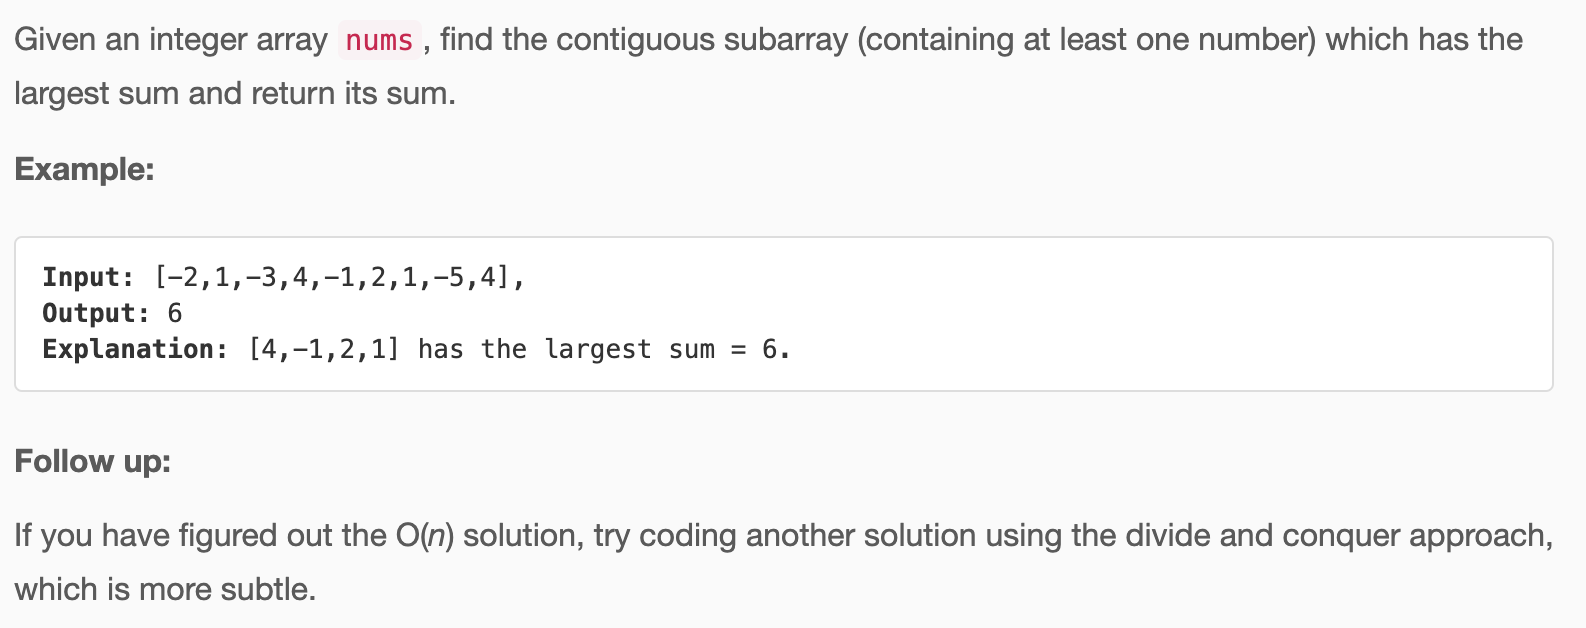 Given an integer array nums , find the contiguous subarray (containing at least one number) which has the
largest sum and return its sum.
Example:
Input: [-2,1,-3,4,-1,2,1,-5,4],
Output: 6
Explanation: [4,-1,2,1] has the largest sum = 6.
Follow up:
If you have figured out the O(n) solution, try coding another solution using the divide and conquer approach,
which is more subtle.